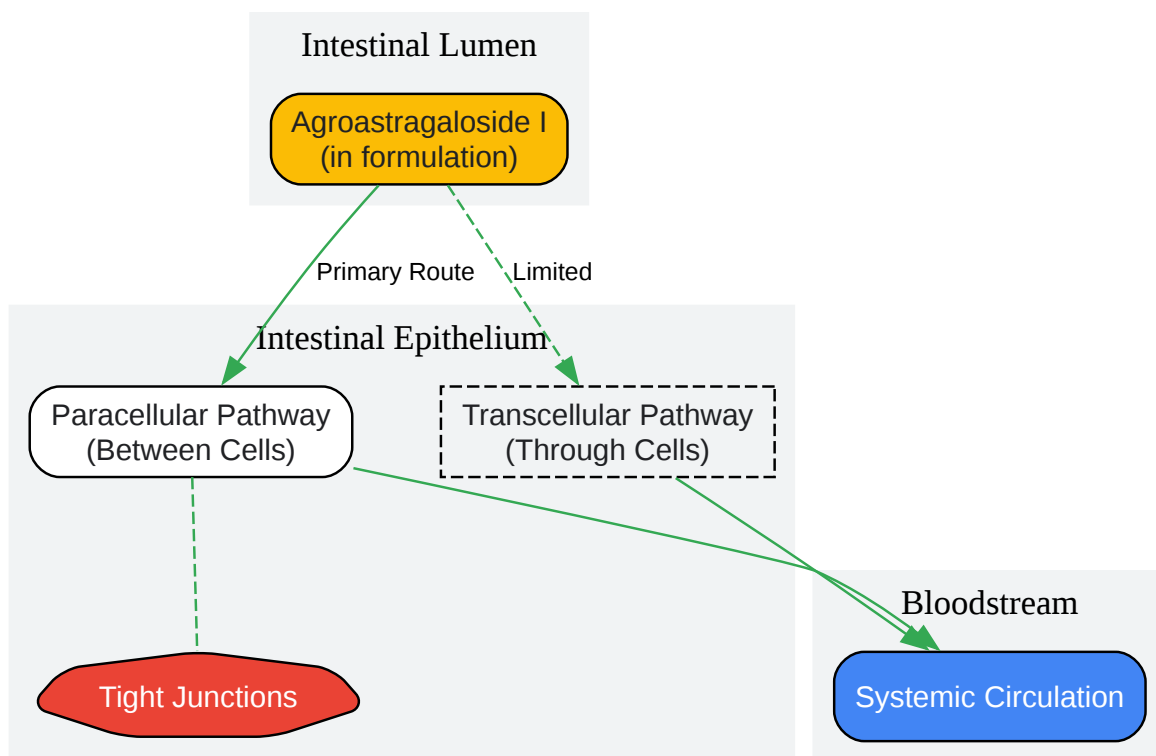 Intestinal Lumen
Agroastragaloside I
(in formulation)
Primary Route
Limited
Intestinal Epithelium
Paracellular Pathway
(Between Cells)
Transcellular Pathway
(Through Cells)
Bloodstream
Tight Junctions
Systemic Circulation